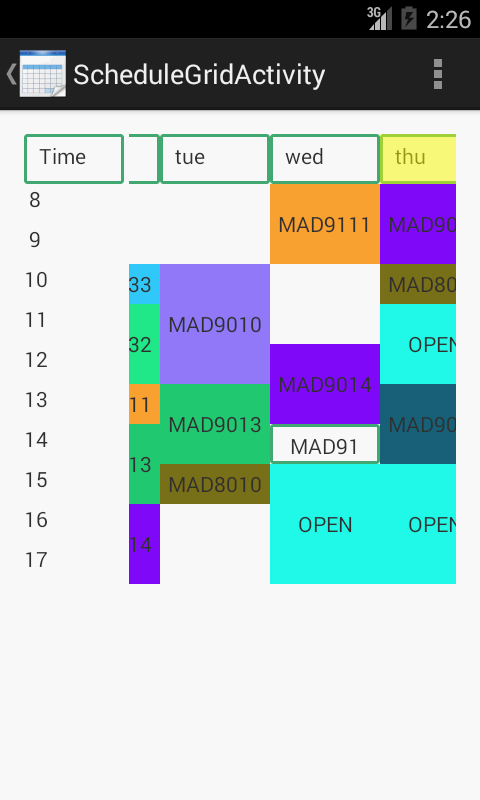 3G 2:26
ScheduleGridActivity
Time tue wed thu
8
MAD9111 MAD90
9
10
33 MAD80
11
MAD9010
32 OPEN
12
MAD9014
13
11
MAD9013 MAD90
14
MAD91
13
15
MAD8010
16
OPEN OPEN
14
17